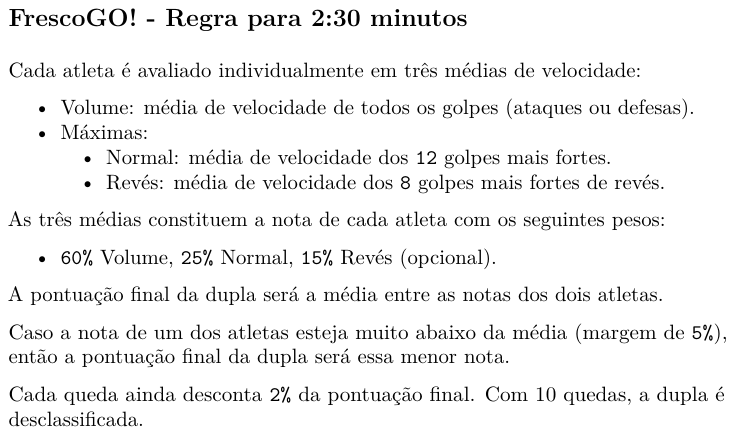 FrescoGO! - Regra para 2:30 minutos
Cada atleta é avaliado individualmente em três médias de velocidade:
• Volume: média de velocidade de todos os golpes (ataques ou defesas).
• Máximas:
• Normal: média de velocidade dos 12 golpes mais fortes.
• Revés: média de velocidade dos 8 golpes mais fortes de revés.
As três médias constituem a nota de cada atleta com os seguintes pesos:
• 60% Volume, 25% Normal, 15% Revés (opcional).
A pontuação final da dupla será a média entre as notas dos dois atletas.
Caso a nota de um dos atletas esteja muito abaixo da média (margem de 5%),
então a pontuação final da dupla será essa menor nota.
Cada queda ainda desconta 2% da pontuação final. Com 10 quedas, a dupla é
desclassificada.